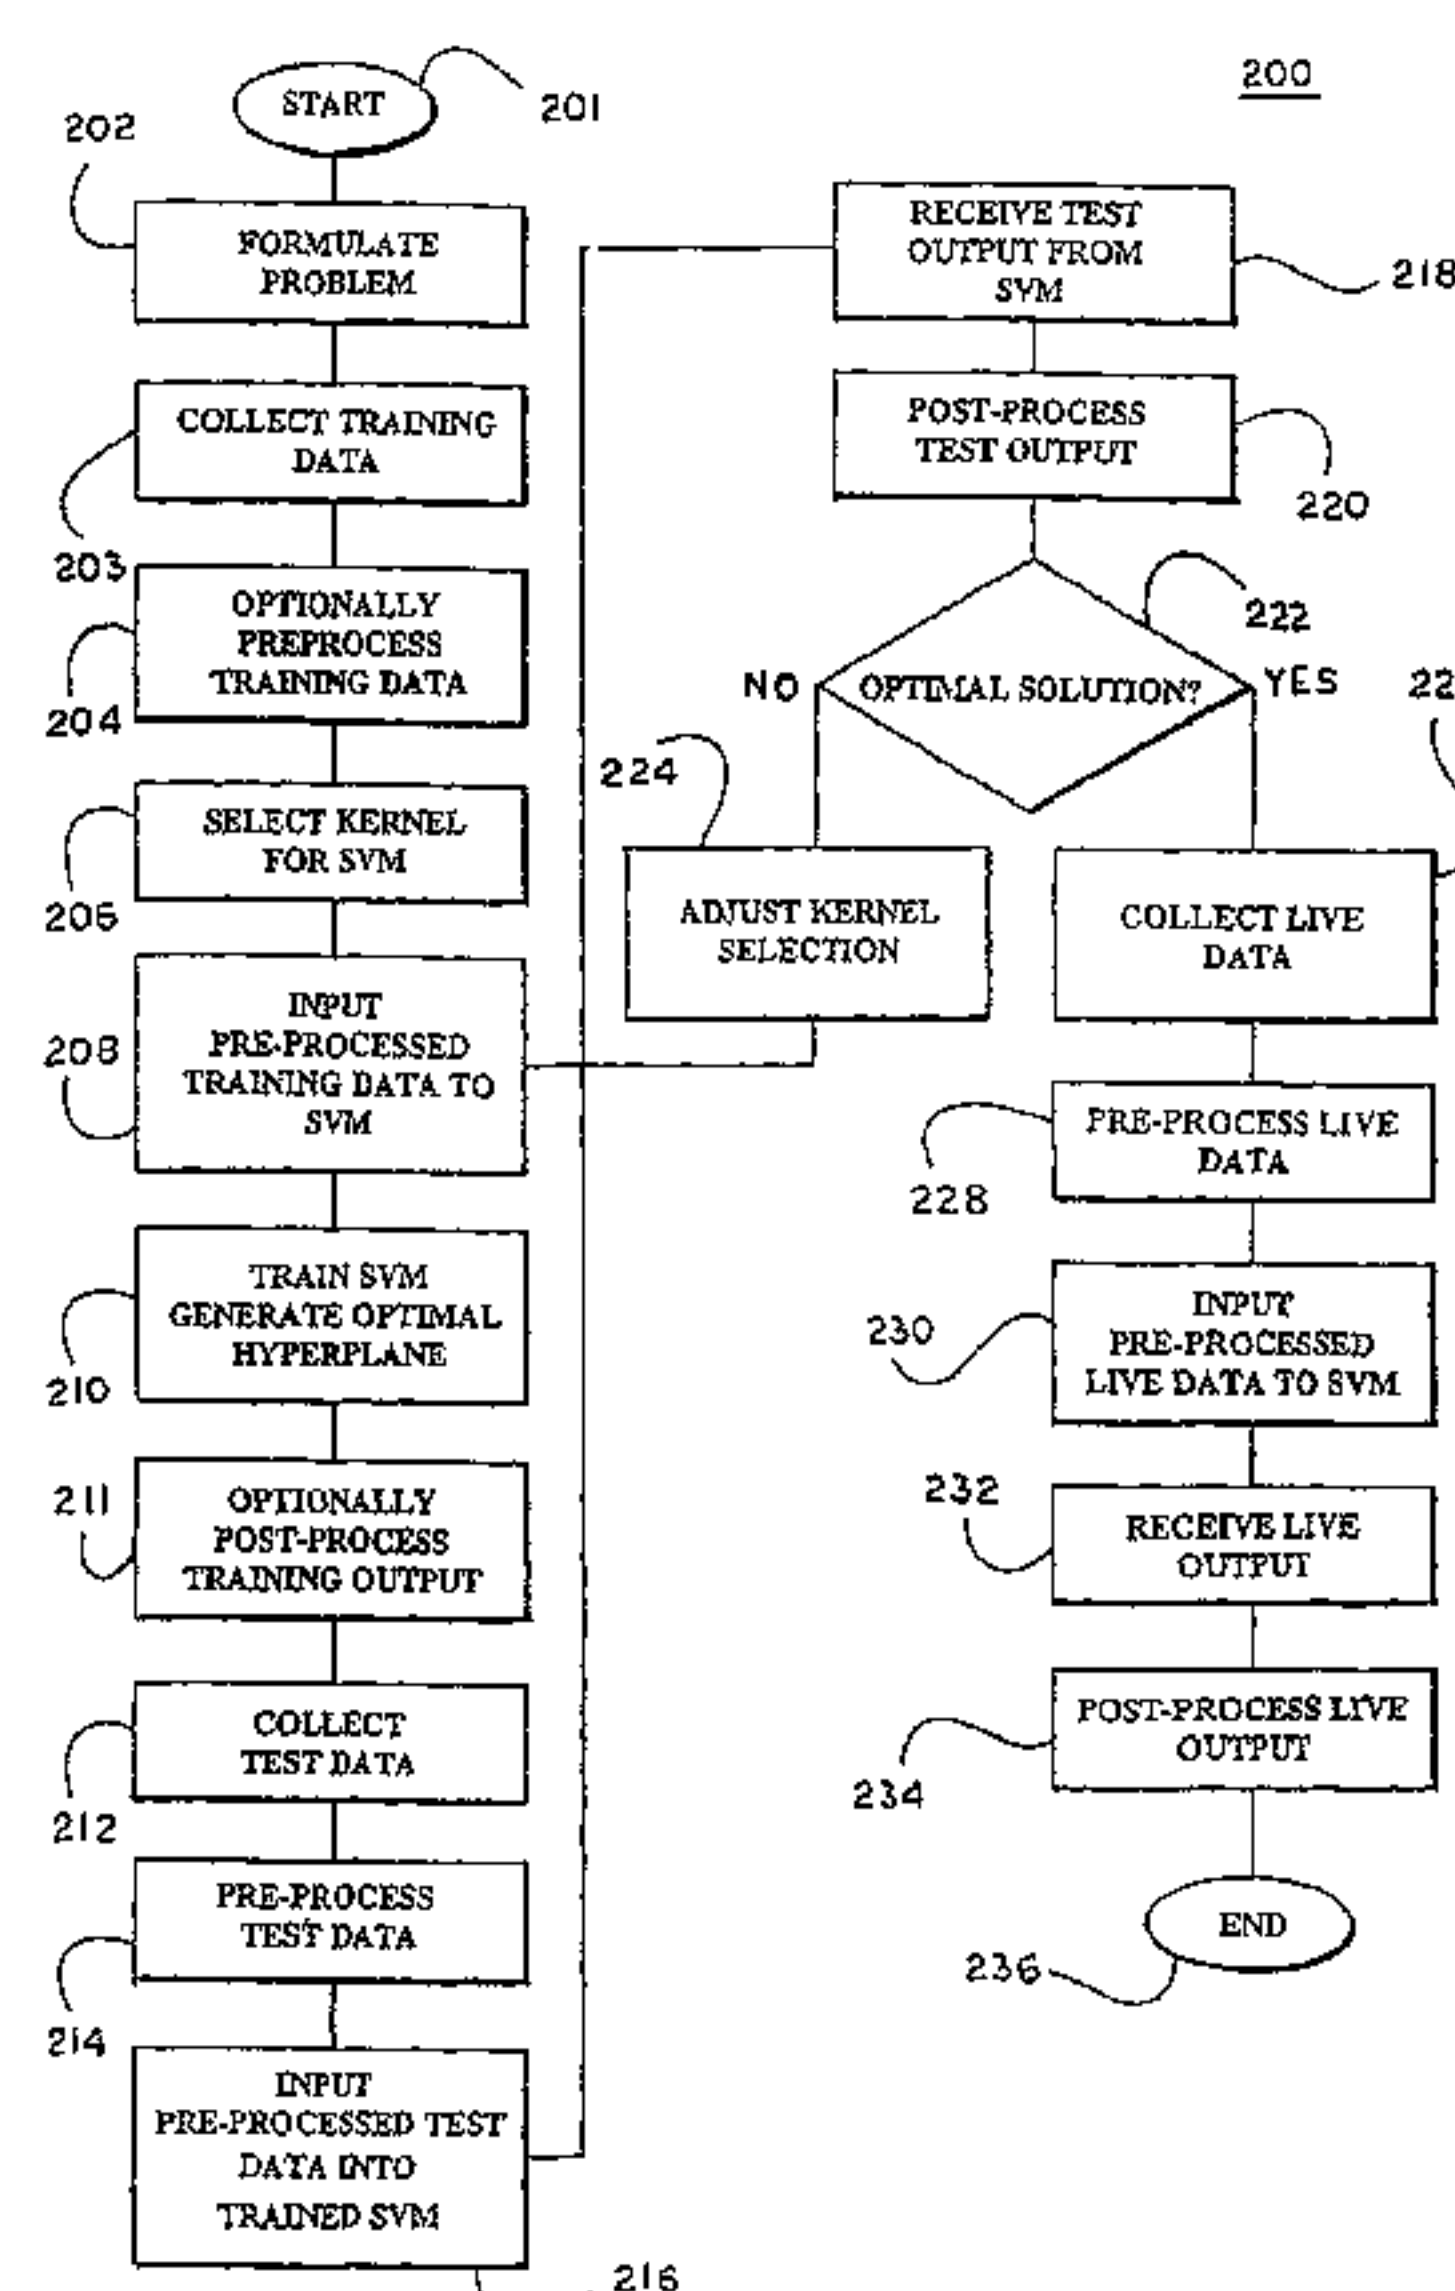 200
START
201
202
FORMULATE
PROBLEM
COLLECT TRAINING
DATA
203
OPTIONALLY
PREPROCESS
TRAINING DATA
204
SELECT KERNEL
FOR SVM
206
INPUT
PRE-PROCESSED
TRAINING DATA TO
SVM
208
TRAIN SVM
GENERATE OPTIMAL
HYPERPLANE
210
211
OPTIONALLY
POST-PROCESS
TRAINING OUTPUT
COLLECT
TEST DATA
212
PRE-PROCESS
TEST DATA
214
INPUT
PRE-PROCESSED TEST
DATA INTO
TRAINED SVM
216
RECEIVE TEST
OUTPUT FROM
SVM
218
POST-PROCESS
TEST OUTPUT
220
222
NO
OPTIMAL SOLUTION?
YES
224
ADJUST KERNEL
SELECTION
COLLECT LIVE
DATA
PRE-PROCESS LIVE
DATA
228
INPUT
PRE-PROCESSED
LIVE DATA TO SVM
230
232
RECEIVE LIVE
OUTPUT
POST-PROCESS LIVE
OUTPUT
234
END
236